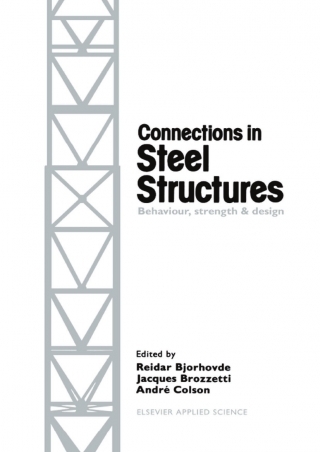 Connections in
Steel
Structures
Behaviour, strength & design
Edited by
Reidar Bjorhovde
Jacques Brozzetti
André Colson
ELSEVIER APPLIED SCIENCE